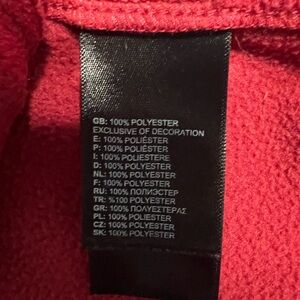 GB: 100% POLYESTER
EXCLUSIVE OF DECORATION
E: 100% POLIÉSTER
P: 100% POLIÉSTER
I: 100% POLIESTERE
D: 100% POLYESTER
NL: 100% POLYESTER
F: 100% POLYESTER
RU: 100% ПОЛИЭСТЕР
TR: %100 POLYESTER
GR: 100% ΠΟΛΥΕΣΤΕΡΑΣ
PL: 100% POLIESTER
CZ: 100% POLYESTER
SK: 100% POLYESTER